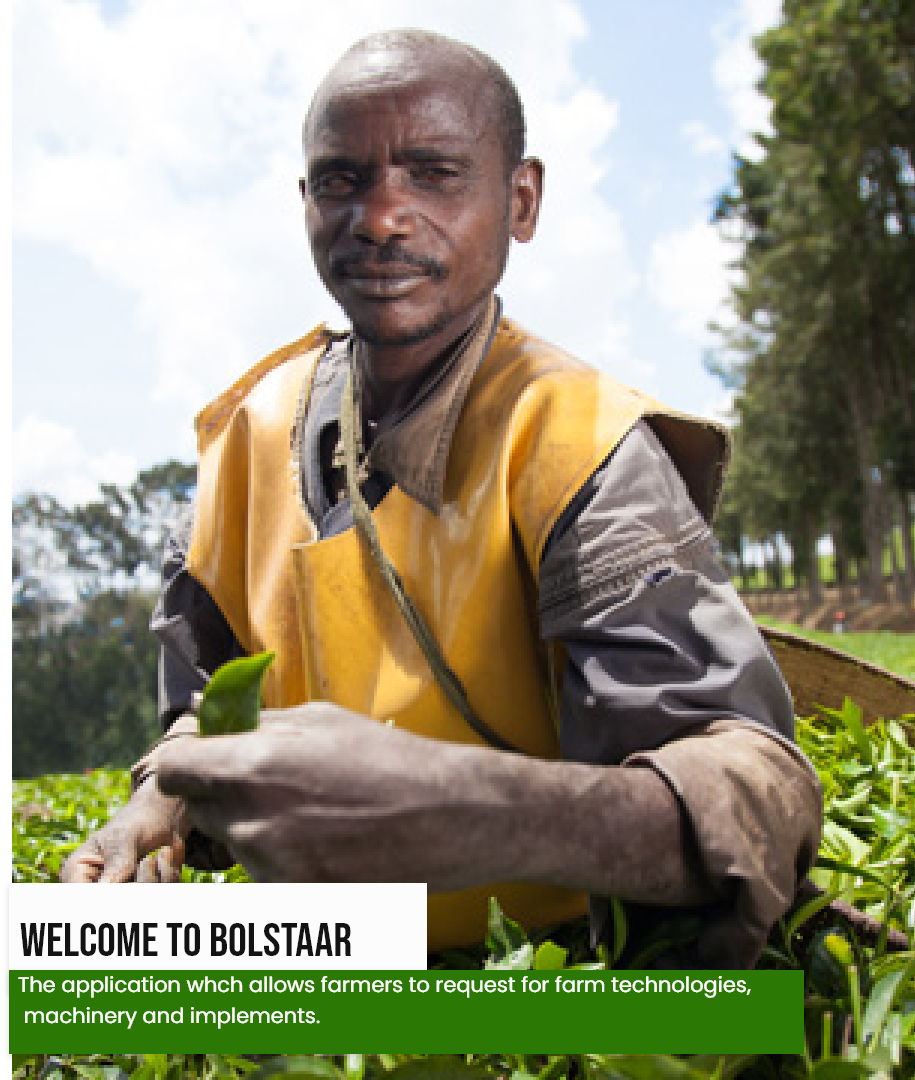 WELCOME TO BOLSTAAR
The application whch allows farmers to request for farm technologies,
machinery and implements.